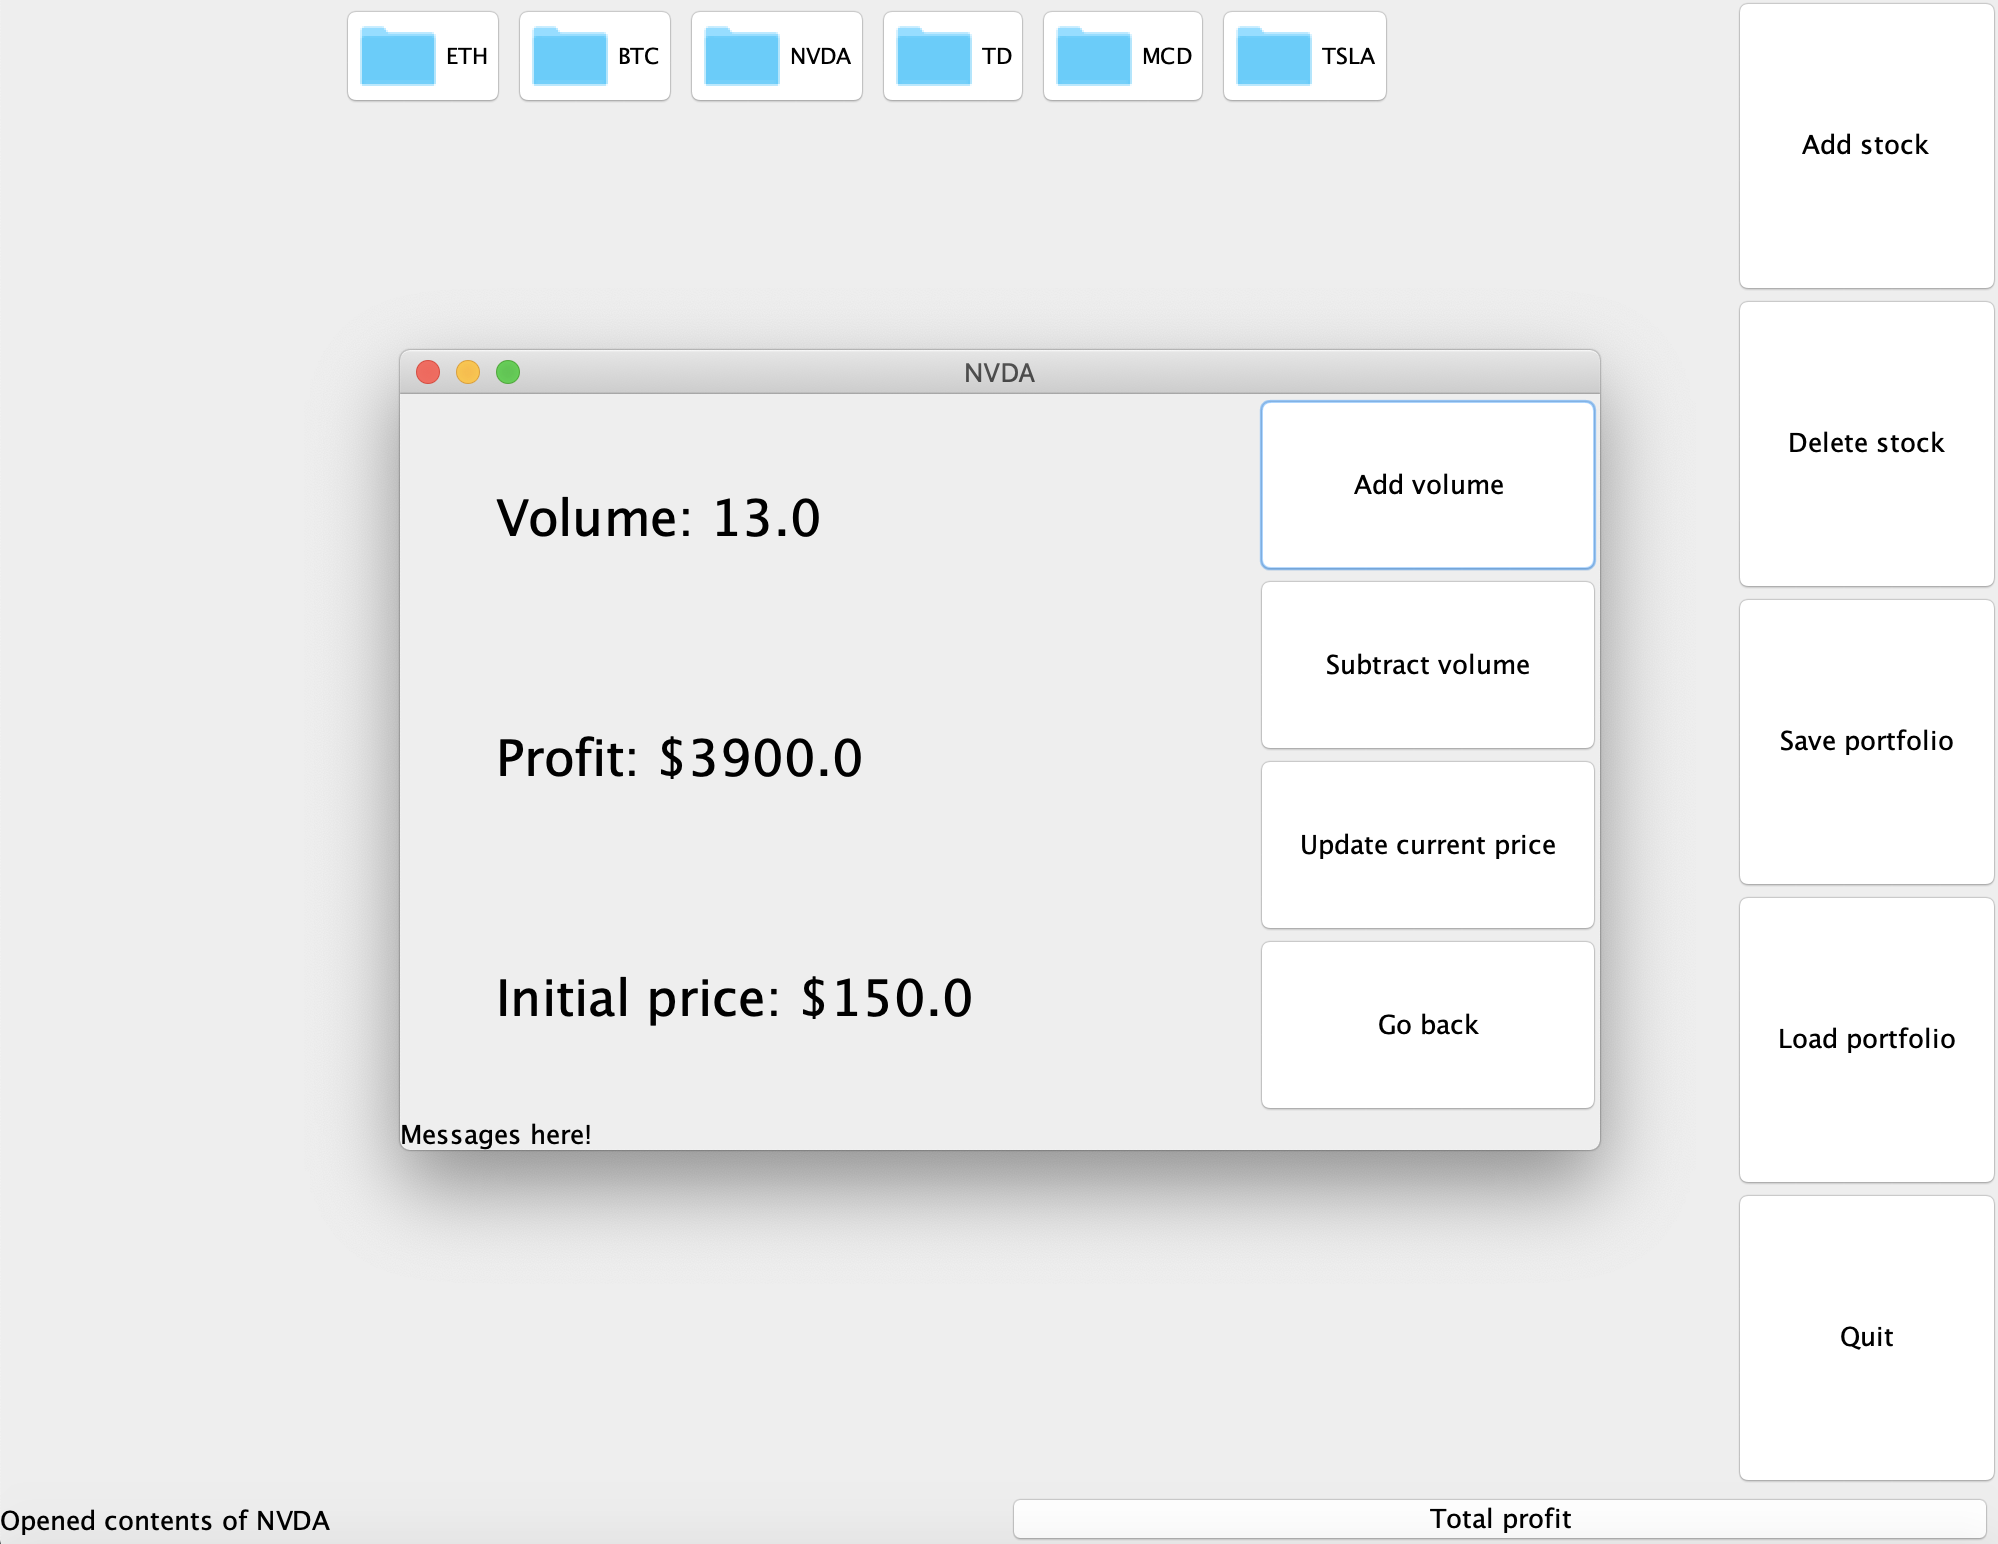 ETH
BTC
NVDA
TD
MCD
TSLA
Add stock
Delete stock
Save portfolio
Load portfolio
Quit
NVDA
Volume: 13.0
Profit: $3900.0
Initial price: $150.0
Add volume
Subtract volume
Update current price
Go back
Messages here!
Opened contents of NVDA
Total profit